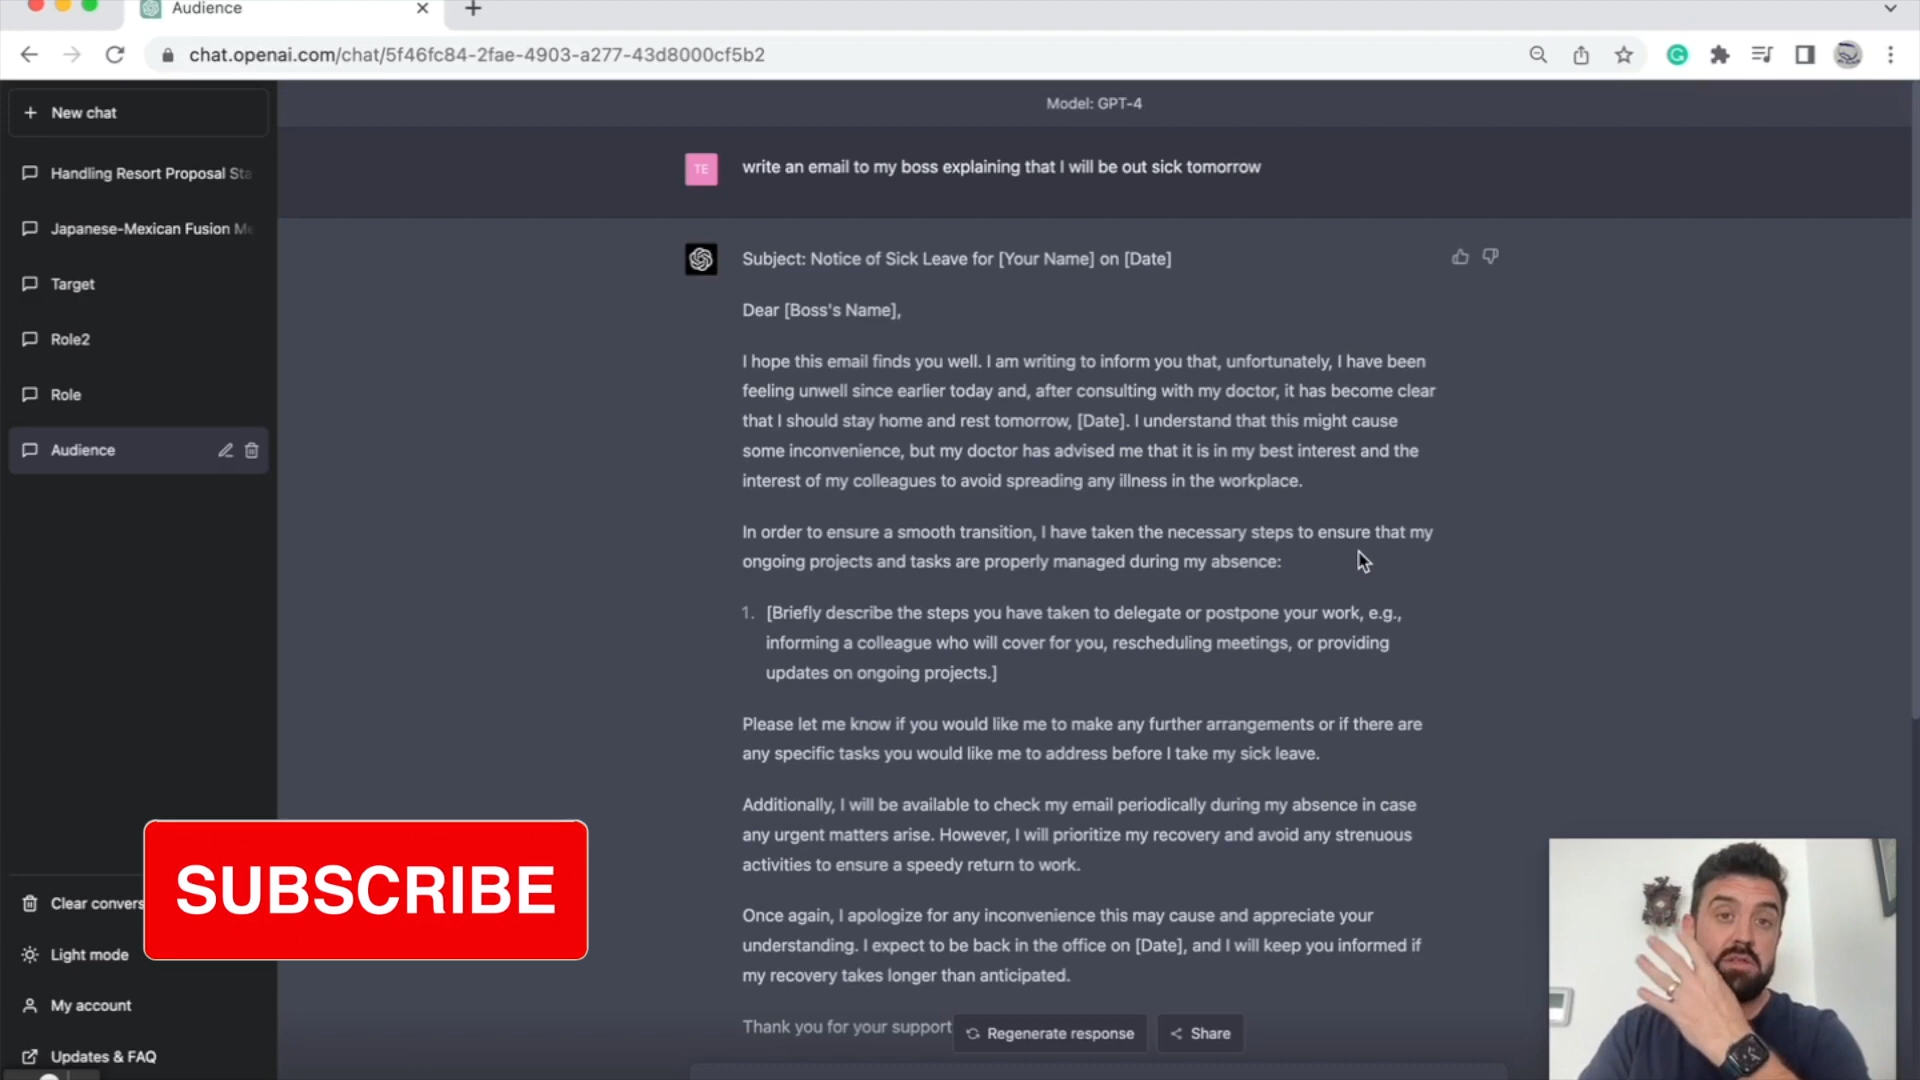 Audience
chat.openai.com/chat/5f46fc84-2fae-4903-a277-43d8000cf5b2
New chat
Handling Resort Proposal Sta
Japanese-Mexican Fusion Me
Target
Role2
Role
Audience
Clear convers
Light mode
My account
Updates & FAQ
SUBSCRIBE
Model: GPT-4
TE
write an email to my boss explaining that I will be out sick tomorrow
Subject: Notice of Sick Leave for [Your Name] on [Date]
Dear [Boss's Name],
I hope this email finds you well. I am writing to inform you that, unfortunately, I have been
feeling unwell since earlier today and, after consulting with my doctor, it has become clear
that I should stay home and rest tomorrow, [Date]. I understand that this might cause
some inconvenience, but my doctor has advised me that it is in my best interest and the
interest of my colleagues to avoid spreading any illness in the workplace.
In order to ensure a smooth transition, I have taken the necessary steps to ensure that my
ongoing projects and tasks are properly managed during my absence:
1. [Briefly describe the steps you have taken to delegate or postpone your work, e.g.,
informing a colleague who will cover for you, rescheduling meetings, or providing
updates on ongoing projects.]
Please let me know if you would like me to make any further arrangements or if there are
any specific tasks you would like me to address before I take my sick leave.
Additionally, I will be available to check my email periodically during my absence in case
any urgent matters arise. However, I will prioritize my recovery and avoid any strenuous
activities to ensure a speedy return to work.
Once again, I apologize for any inconvenience this may cause and appreciate your
understanding. I expect to be back in the office on [Date], and I will keep you informed if
my recovery takes longer than anticipated.
Thank you for your support
Regenerate response
Share